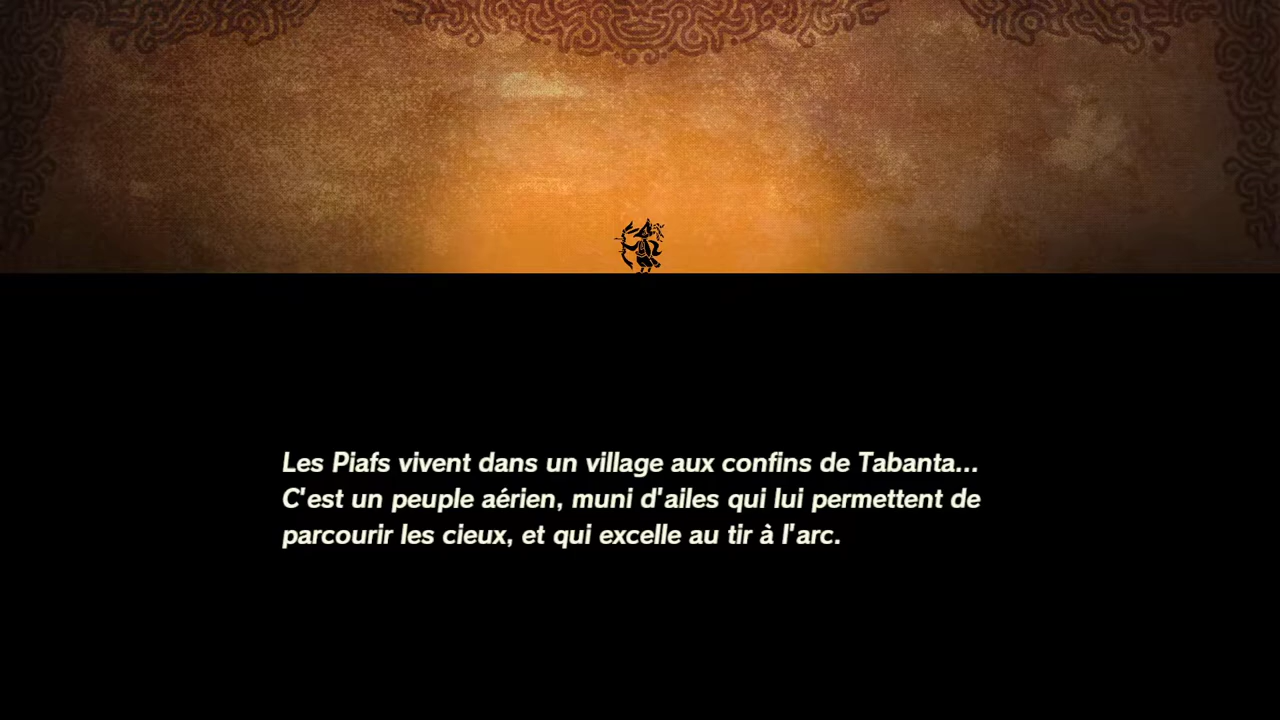 Les Piafs vivent dans un village aux confins de Tabanta...
C'est un peuple aérien, muni d'ailes qui lui permettent de
parcourir les cieux, et qui excelle au tir à l'arc.